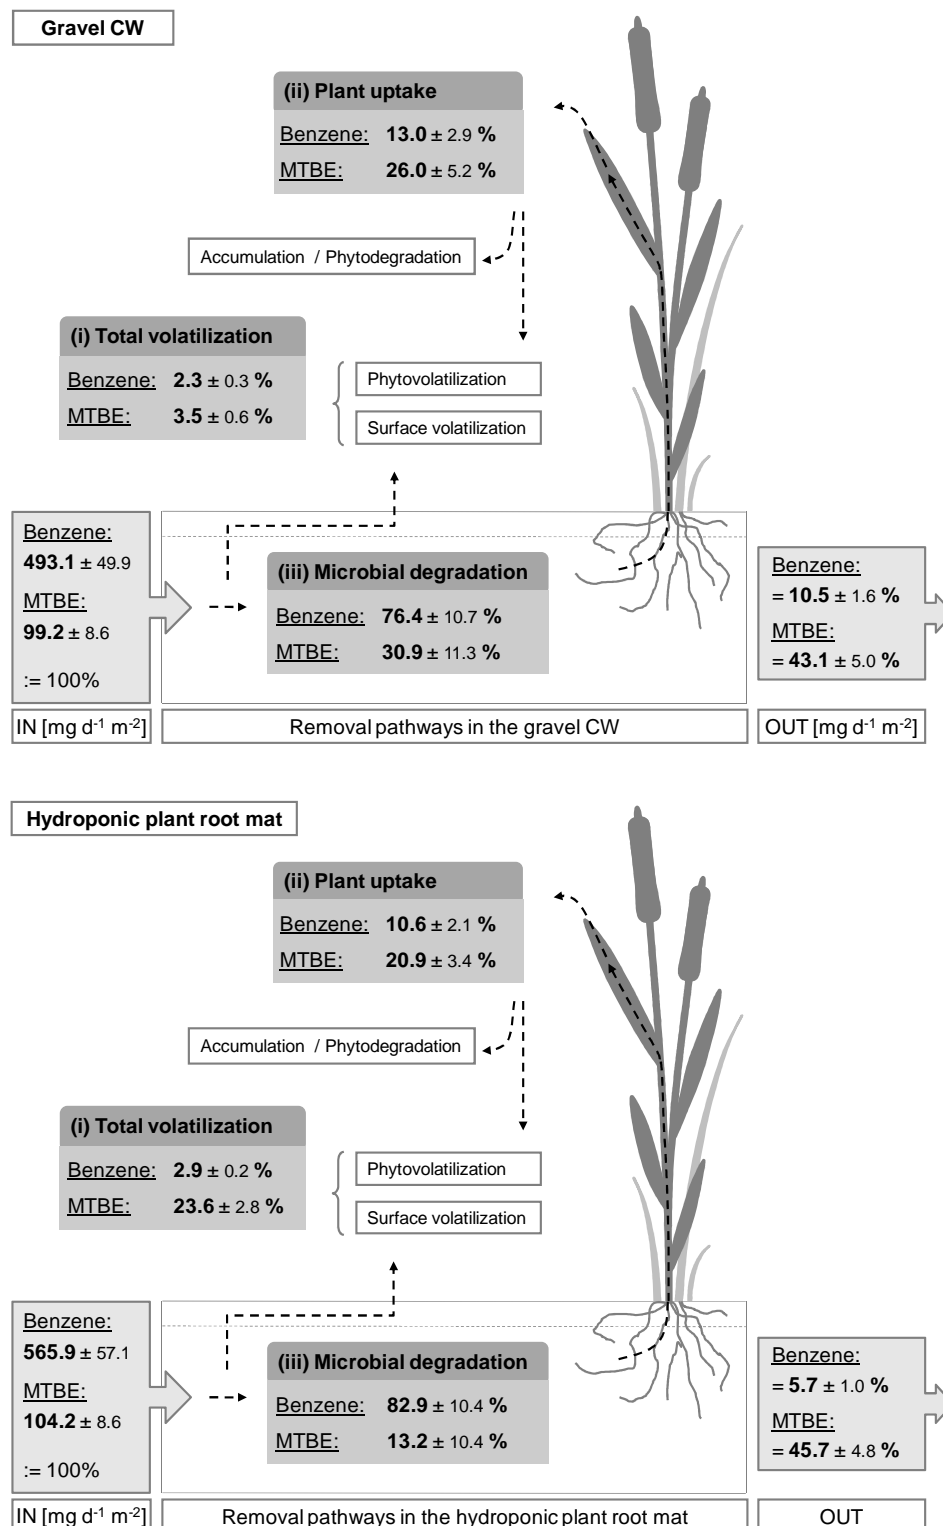 Gravel CW
(ii) Plant uptake
Benzene: 13.0 ± 2.9 %
MTBE: 26.0 ± 5.2 %
Accumulation / Phytodegradation
(i) Total volatilization
Benzene: 2.3 ± 0.3 %
MTBE: 3.5 ± 0.6 %
Phytovolatilization
Surface volatilization
Benzene:
493.1 ± 49.9
MTBE:
99.2 ± 8.6
:= 100%
(iii) Microbial degradation
Benzene: 76.4 ± 10.7 %
MTBE: 30.9 ± 11.3 %
Benzene:
= 10.5 ± 1.6 %
MTBE:
= 43.1 ± 5.0 %
IN [mg d-1 m-2]
Removal pathways in the gravel CW
OUT [mg d-1 m-2]
Hydroponic plant root mat
(ii) Plant uptake
Benzene: 10.6 ± 2.1 %
MTBE: 20.9 ± 3.4 %
Accumulation / Phytodegradation
(i) Total volatilization
Benzene: 2.9 ± 0.2 %
MTBE: 23.6 ± 2.8 %
Phytovolatilization
Surface volatilization
Benzene:
565.9 ± 57.1
MTBE:
104.2 ± 8.6
:= 100%
(iii) Microbial degradation
Benzene: 82.9 ± 10.4 %
MTBE: 13.2 ± 10.4 %
Benzene:
= 5.7 ± 1.0 %
MTBE:
= 45.7 ± 4.8 %
IN [mg d-1 m-2]
Removal pathways in the hydroponic plant root mat
OUT